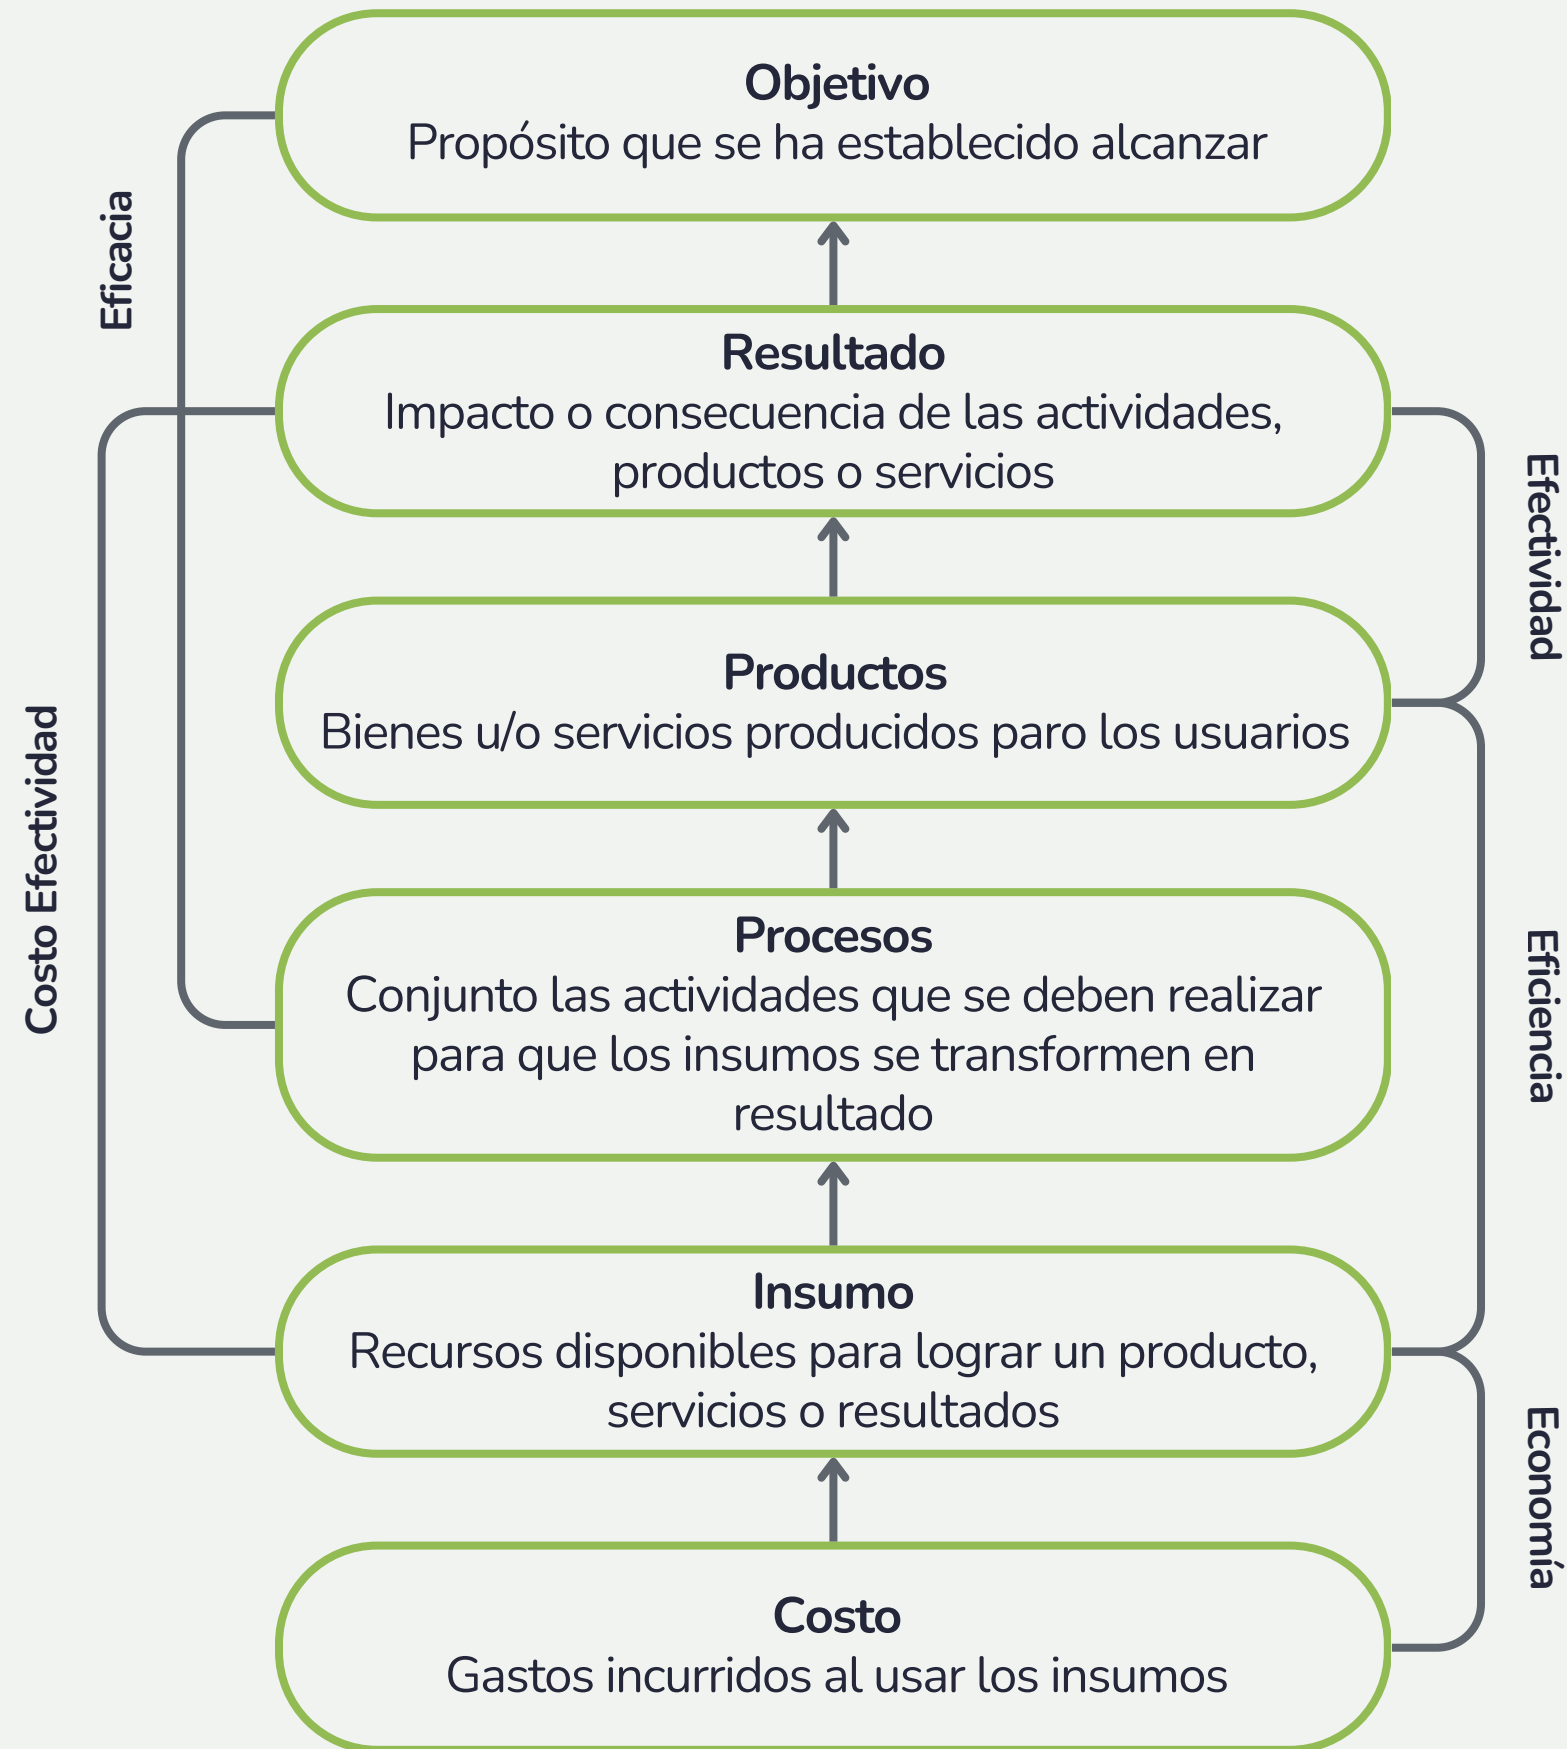 Objetivo
Propósito que se ha establecido alcanzar
Eficacia
Resultado
Impacto o consecuencia de las actividades,
productos o servicios
Efectividad
Productos
Bienes u/o servicios producidos paro los usuarios
Costo Efectividad
Procesos
Conjunto las actividades que se deben realizar
para que los insumos se transformen en
resultado
Eficiencia
Insumo
Recursos disponibles para lograr un producto,
servicios o resultados
Economía
Costo
Gastos incurridos al usar los insumos